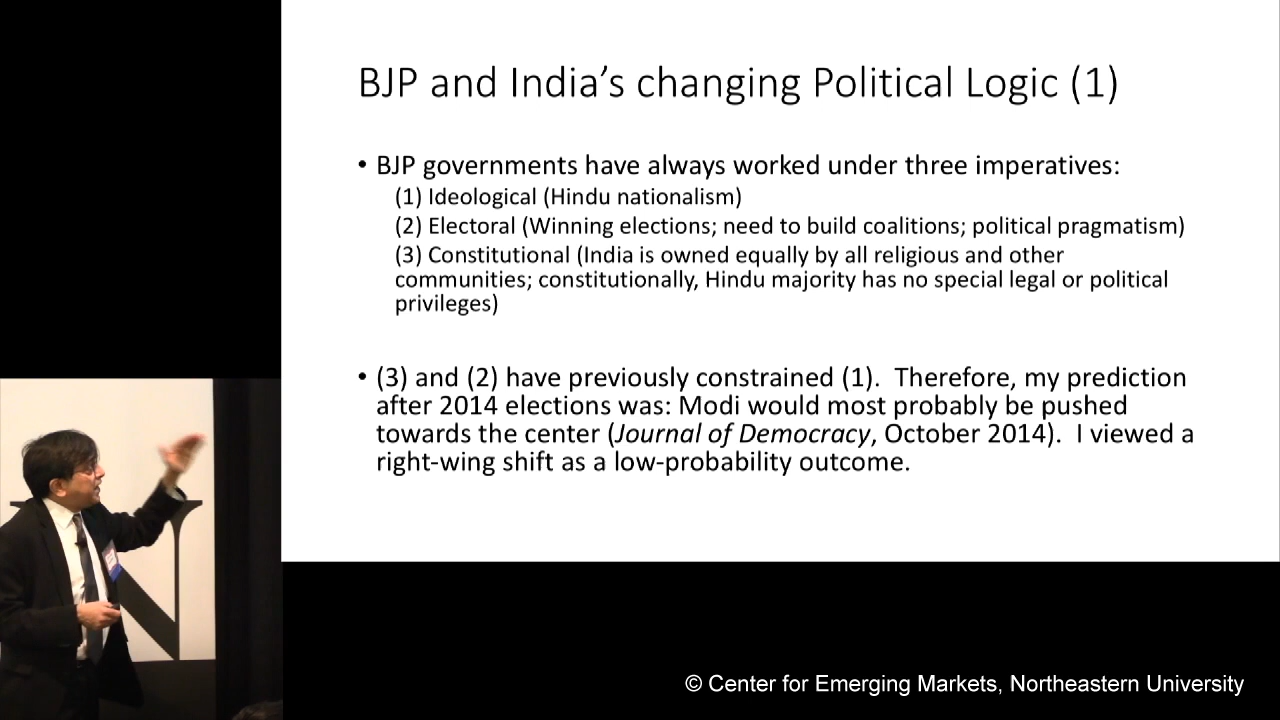 BJP and India’s changing Political Logic (1)
• BJP governments have always worked under three imperatives:
(1) Ideological (Hindu nationalism)
(2) Electoral (Winning elections; need to build coalitions; political pragmatism)
(3) Constitutional (India is owned equally by all religious and other
communities; constitutionally, Hindu majority has no special legal or political
privileges)
• (3) and (2) have previously constrained (1).  Therefore, my prediction
after 2014 elections was: Modi would most probably be pushed
towards the center (Journal of Democracy, October 2014).  I viewed a
right-wing shift as a low-probability outcome.
N
© Center for Emerging Markets, Northeastern University